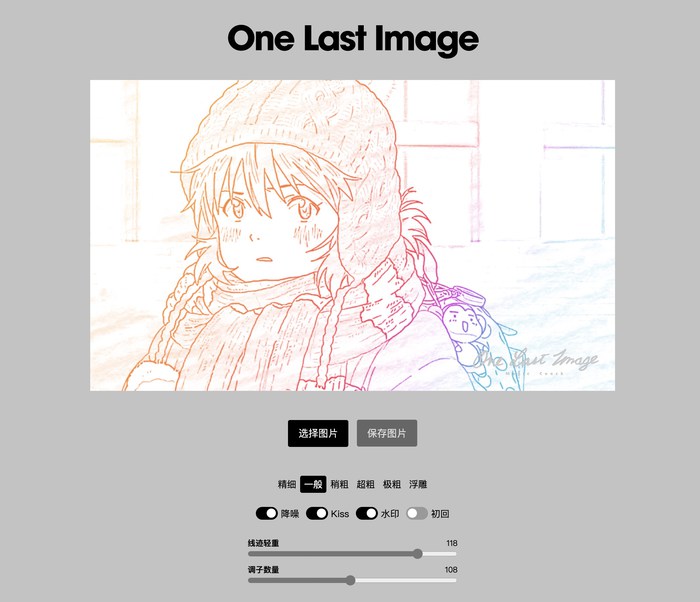 One Last Image
One Last Image
选择图片 保存图片
精细 一般 稍粗 超粗 极粗 浮雕
降噪 Kiss 水印 初回
线迹轻重 118
调子数量 108